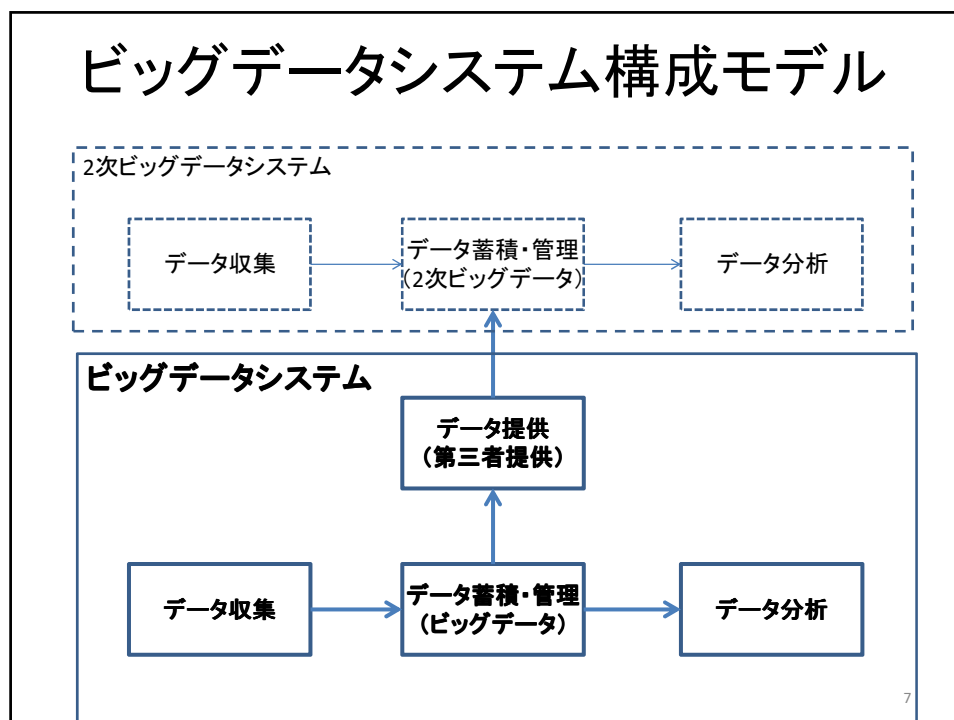 ビッグデータシステム構成モデル
2次ビッグデータシステム
データ収集
データ蓄積・管理
(2次ビッグデータ)
データ分析
ビッグデータシステム
データ提供
(第三者提供)
データ収集
データ蓄積・管理
(ビッグデータ)
データ分析
7